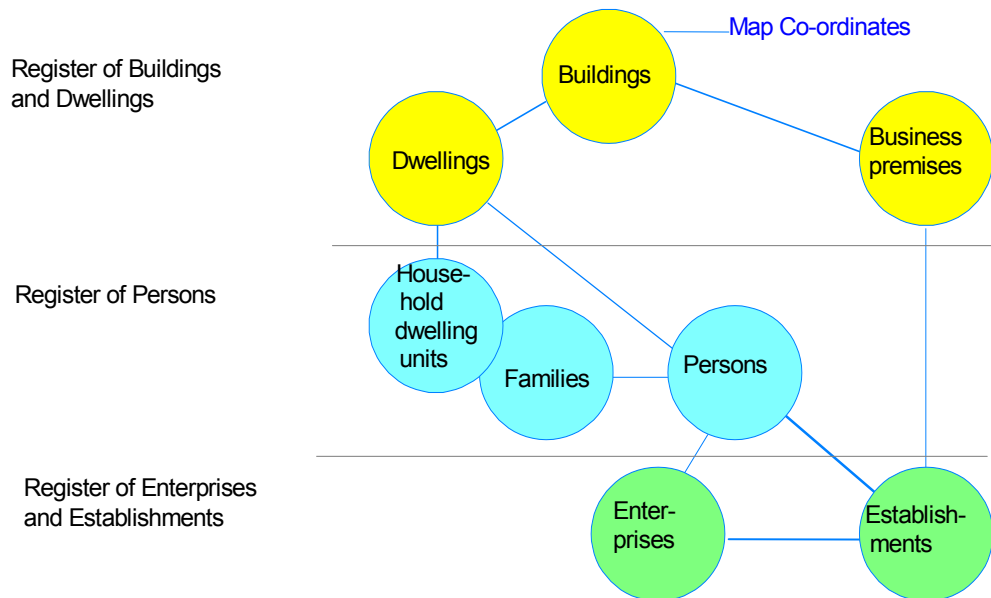 Map Co-ordinates
Register of Buildings
and Dwellings
Buildings
Dwellings
Business
premises
Register of Persons
House-
hold
dwelling
units
Families
Persons
Register of Enterprises
and Establishments
Enter-
prises
Establish-
ments